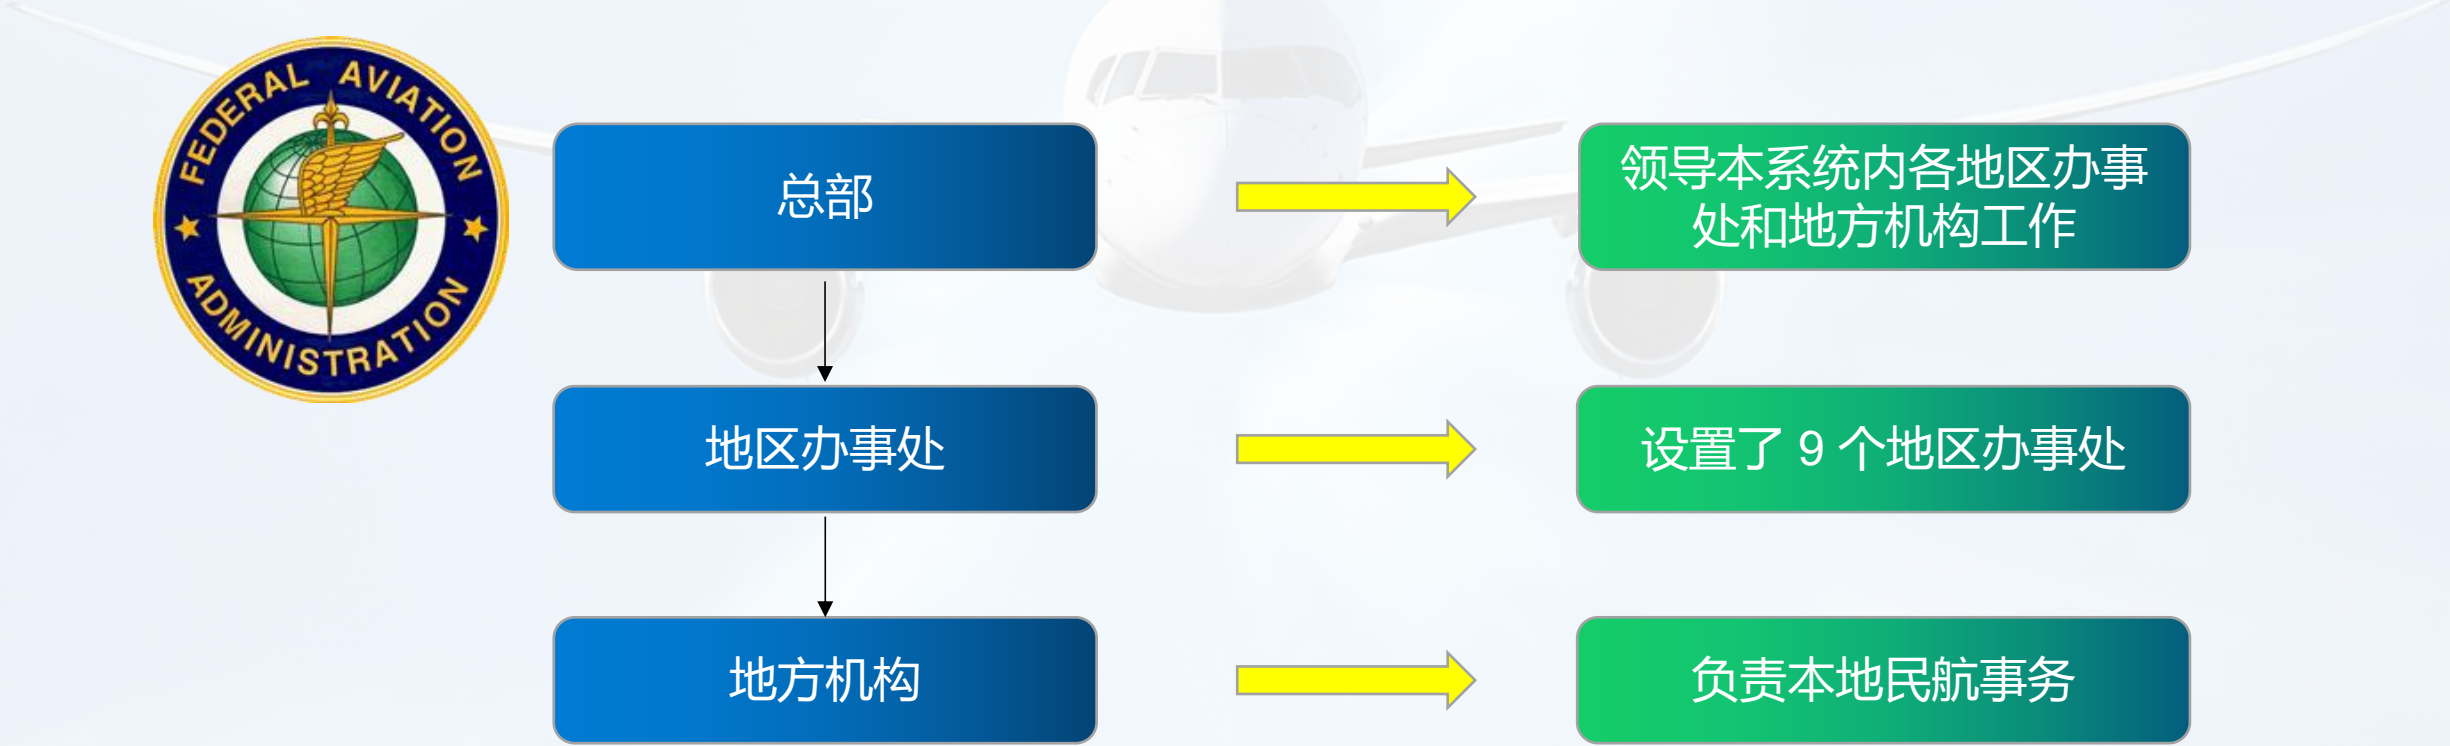 FEDERAL AVIATION
ADMINISTRATION
总部
领导本系统内各地区办事
处和地方机构工作
地区办事处
设置了 9 个地区办事处
地方机构
负责本地民航事务